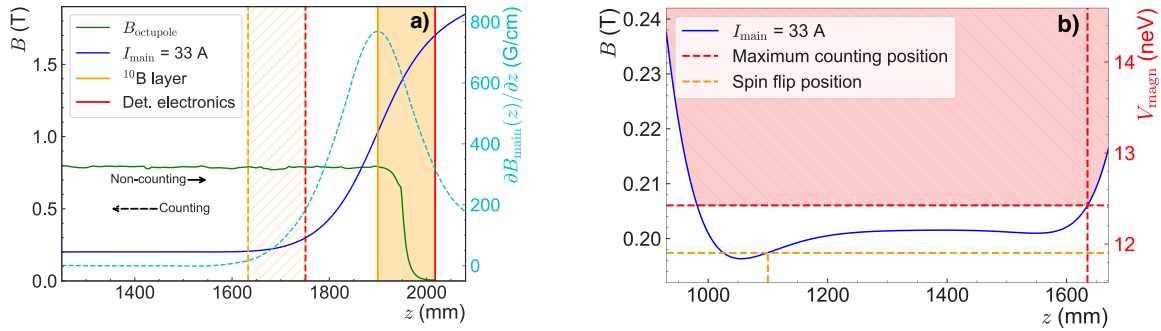 a)
B (T)
B_octupole
I_main = 33 A
¹⁰B layer
Det. electronics
Non-counting
Counting
1.5
1.0
0.5
0.0
1400
1600
1800
2000
z (mm)
800
600
400
200
0
∂B_main(z)/∂z (G/cm)
b)
B (T)
I_main = 33 A
Maximum counting position
Spin flip position
0.24
0.23
0.22
0.21
0.20
1000
1200
1400
1600
z (mm)
14
13
12
V_magn (neV)